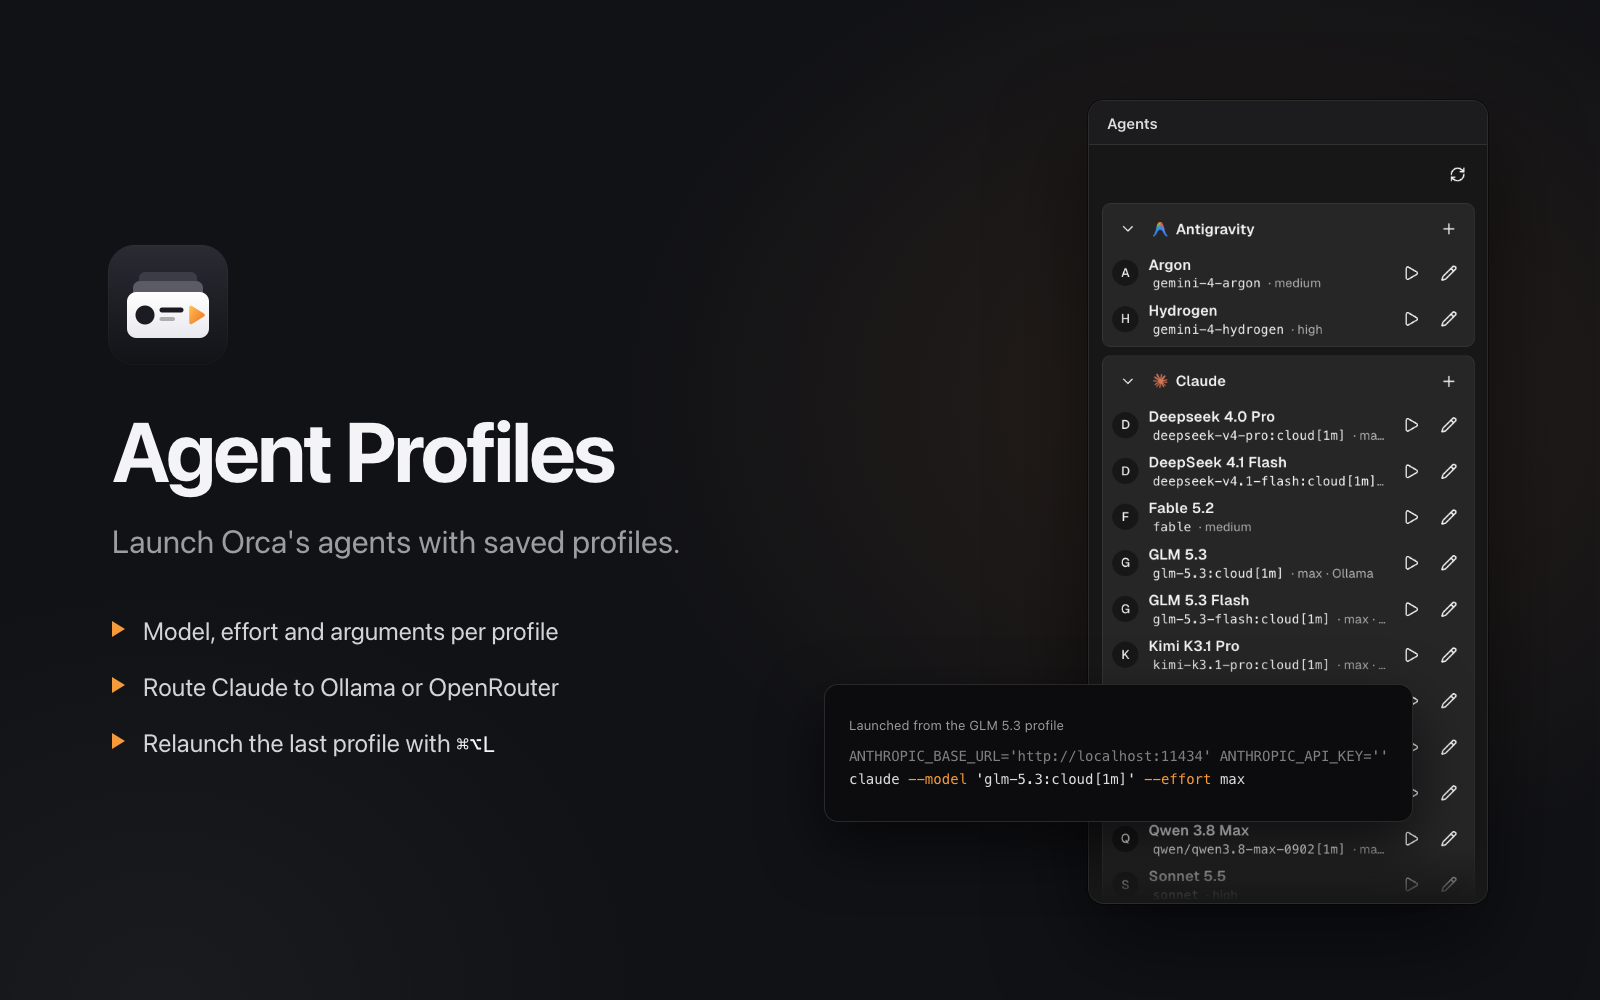 Agent Profiles
Launch Orca's agents with saved profiles.
Model, effort and arguments per profile
Route Claude to Ollama or OpenRouter
Relaunch the last profile with ⌘⌥L
Agents
Antigravity
A
Argon
gemini-4-argon · medium
H
Hydrogen
gemini-4-hydrogen · high
Claude
D
Deepseek 4.0 Pro
deepseek-v4-pro:cloud[1m] · ma…
D
DeepSeek 4.1 Flash
deepseek-v4.1-flash:cloud[1m]…
F
Fable 5.2
fable · medium
G
GLM 5.3
glm-5.3:cloud[1m] · max · Ollama
G
GLM 5.3 Flash
glm-5.3-flash:cloud[1m] · max · …
K
Kimi K3.1 Pro
kimi-k3.1-pro:cloud[1m] · max · …
Launched from the GLM 5.3 profile
ANTHROPIC_BASE_URL='http://localhost:11434' ANTHROPIC_API_KEY=''
claude --model 'glm-5.3:cloud[1m]' --effort max
Q
Qwen 3.8 Max
qwen/qwen3.8-max-0902[1m] · ma…
S
Sonnet 5.5
sonnet · high